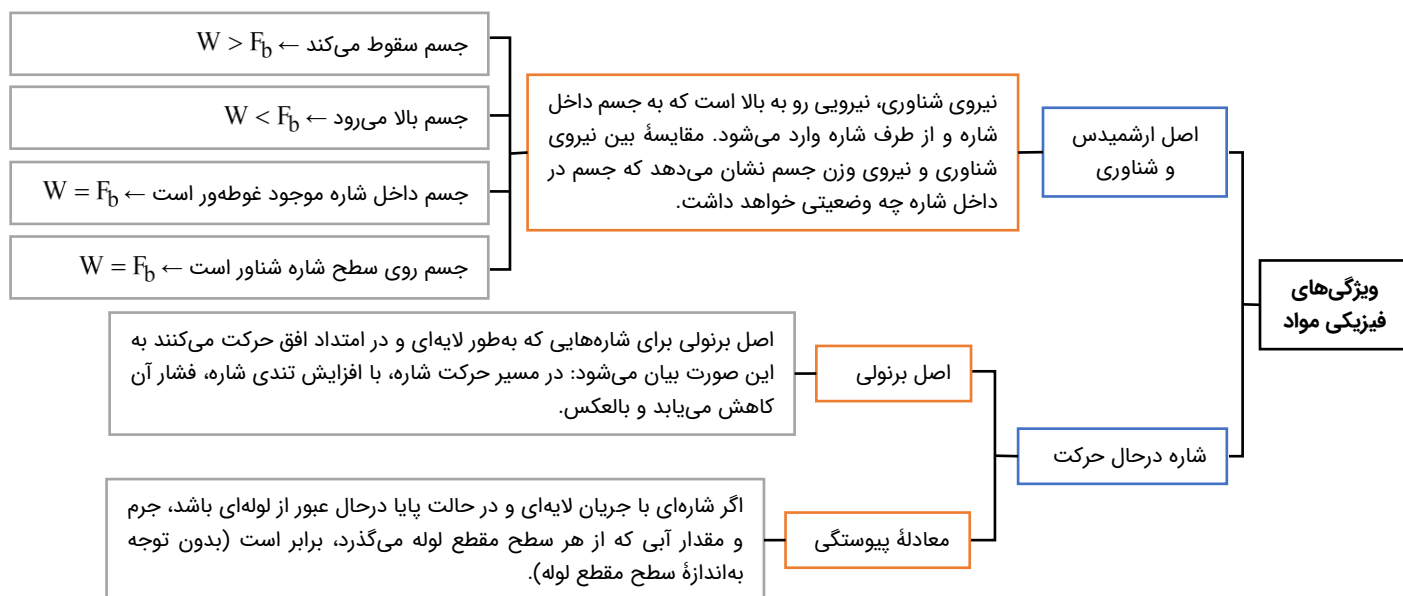 ویژگی‌های
فیزیکی مواد
اصل ارشمیدس
و شناوری
نیروی شناوری، نیرویی رو به بالا است که به جسم داخل
شاره و از طرف شاره وارد می‌شود. مقایسهٔ بین نیروی
شناوری و نیروی وزن جسم نشان می‌دهد که جسم در
داخل شاره چه وضعیتی خواهد داشت.
جسم سقوط می‌کند ← W > F_b
جسم بالا می‌رود ← W < F_b
جسم داخل شاره موجود غوطه‌ور است ← W = F_b
جسم روی سطح شاره شناور است ← W = F_b
شاره درحال حرکت
اصل برنولی
اصل برنولی برای شاره‌هایی که به‌طور لایه‌ای و در امتداد افق حرکت می‌کنند به
این صورت بیان می‌شود: در مسیر حرکت شاره، با افزایش تندی شاره، فشار آن
کاهش می‌یابد و بالعکس.
معادلهٔ پیوستگی
اگر شاره‌ای با جریان لایه‌ای و در حالت پایا درحال عبور از لوله‌ای باشد، جرم
و مقدار آبی که از هر سطح مقطع لوله می‌گذرد، برابر است (بدون توجه
به‌اندازهٔ سطح مقطع لوله).